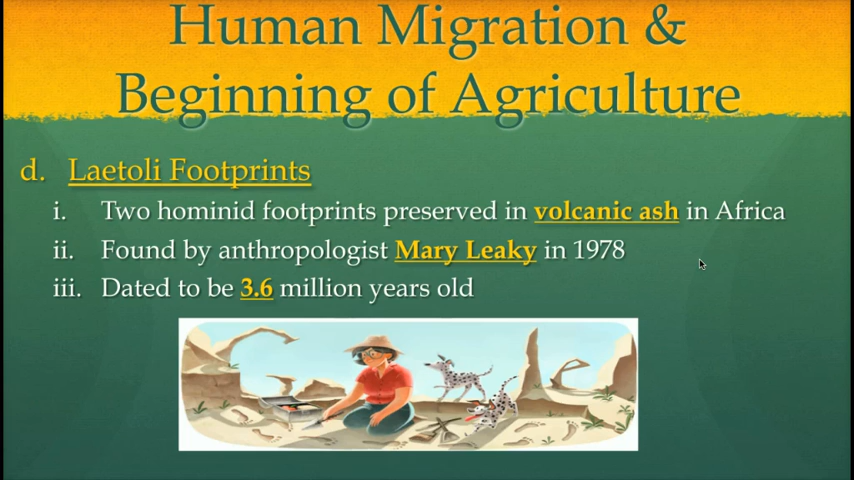 Human Migration &
Beginning of Agriculture
d. Laetoli Footprints
i. Two hominid footprints preserved in volcanic ash in Africa
ii. Found by anthropologist Mary Leaky in 1978
iii. Dated to be 3.6 million years old